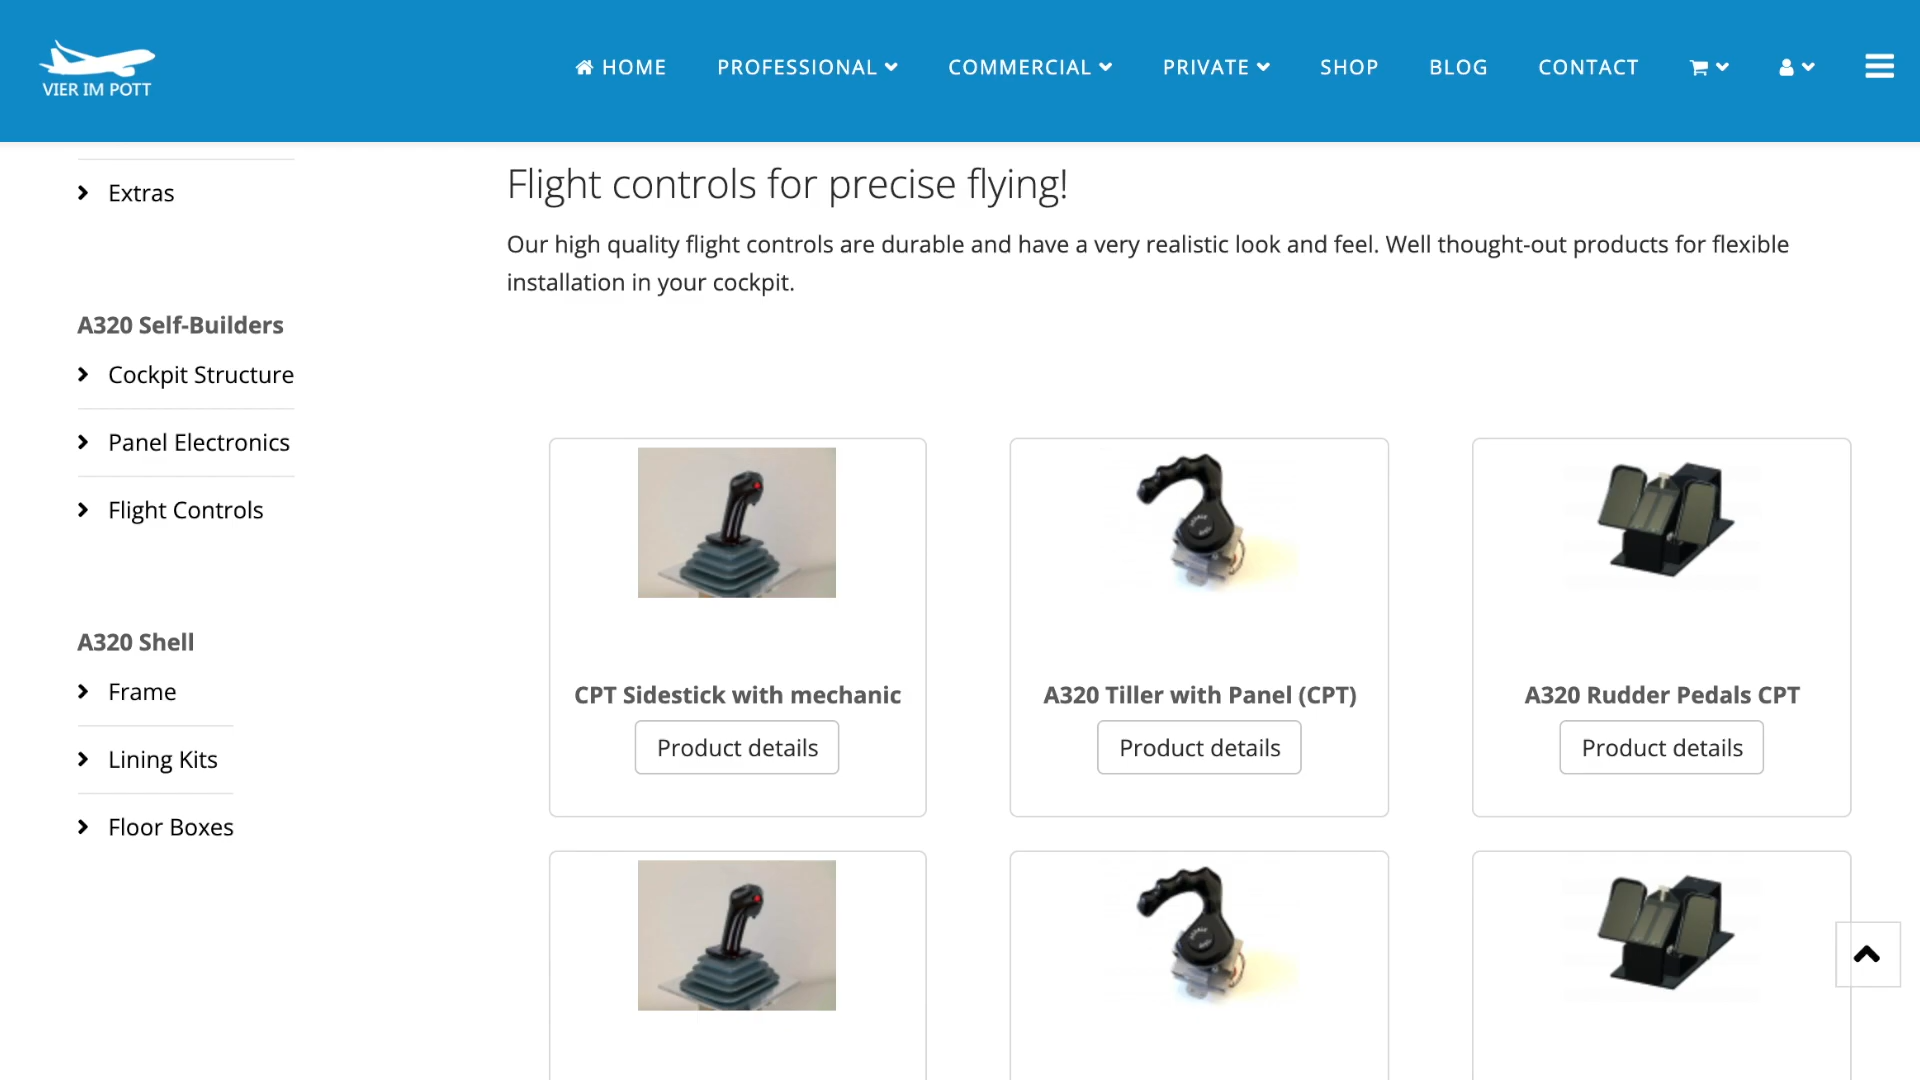 VIER IM POTT
HOME
PROFESSIONAL
COMMERCIAL
PRIVATE
SHOP
BLOG
CONTACT
Extras
A320 Self-Builders
Cockpit Structure
Panel Electronics
Flight Controls
A320 Shell
Frame
Lining Kits
Floor Boxes
Flight controls for precise flying!
Our high quality flight controls are durable and have a very realistic look and feel. Well thought-out products for flexible
installation in your cockpit.
CPT Sidestick with mechanic
Product details
A320 Tiller with Panel (CPT)
Product details
A320 Rudder Pedals CPT
Product details